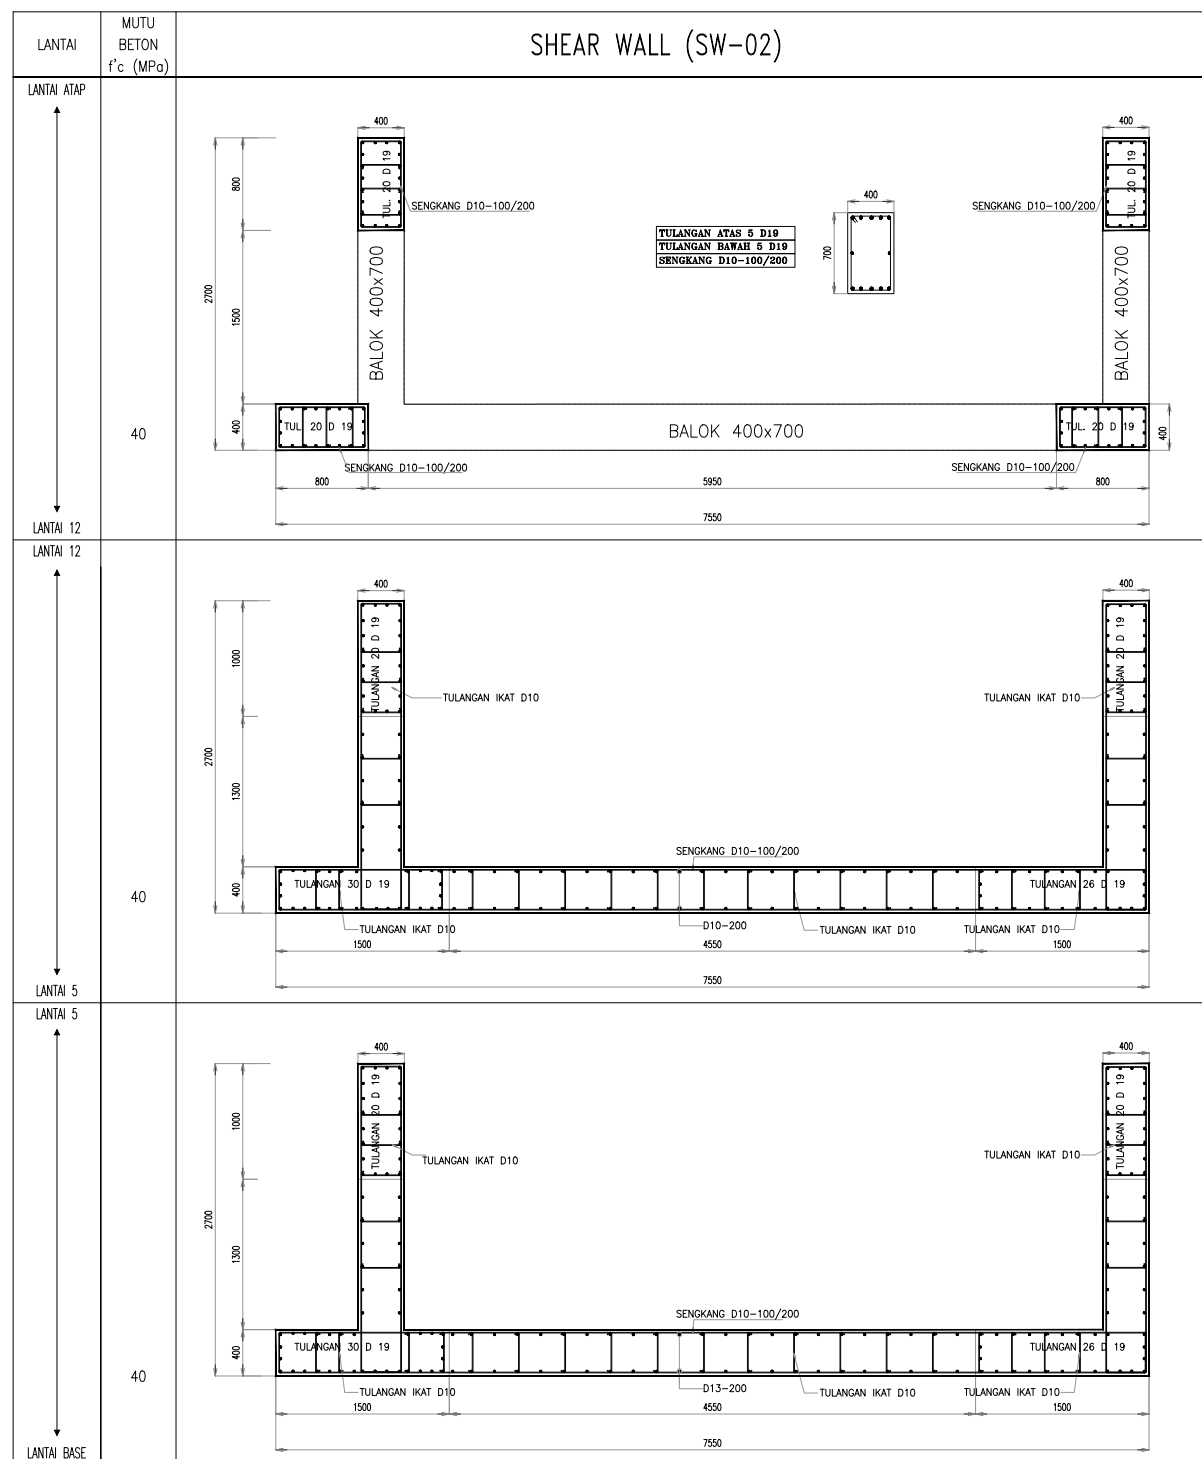 LANTAI
MUTU
BETON
f'c (MPa)
SHEAR WALL (SW-02)
LANTAI ATAP
LANTAI 12
40
400
400
2700
800
1500
400
TUL. 20 D 19
SENGKANG D10-100/200
SENGKANG D10-100/200
TUL. 20 D 19
TULANGAN ATAS 5 D19
TULANGAN BAWAH 5 D19
SENGKANG D10-100/200
400
700
BALOK 400x700
BALOK 400x700
TUL. 20 D 19
BALOK 400x700
TUL. 20 D 19
400
SENGKANG D10-100/200
SENGKANG D10-100/200
800
5950
800
7550
LANTAI 12
LANTAI 5
40
400
400
2700
1000
1300
400
TULANGAN 20 D 19
TULANGAN IKAT D10
TULANGAN IKAT D10
TULANGAN 20 D 19
SENGKANG D10-100/200
TULANGAN 30 D 19
TULANGAN 26 D 19
TULANGAN IKAT D10
D10-200
TULANGAN IKAT D10
TULANGAN IKAT D10
1500
4550
1500
7550
LANTAI 5
LANTAI BASE
40
400
400
2700
1000
1300
400
TULANGAN 20 D 19
TULANGAN IKAT D10
TULANGAN IKAT D10
TULANGAN 20 D 19
SENGKANG D10-100/200
TULANGAN 30 D 19
TULANGAN 26 D 19
TULANGAN IKAT D10
D13-200
TULANGAN IKAT D10
TULANGAN IKAT D10
1500
4550
1500
7550